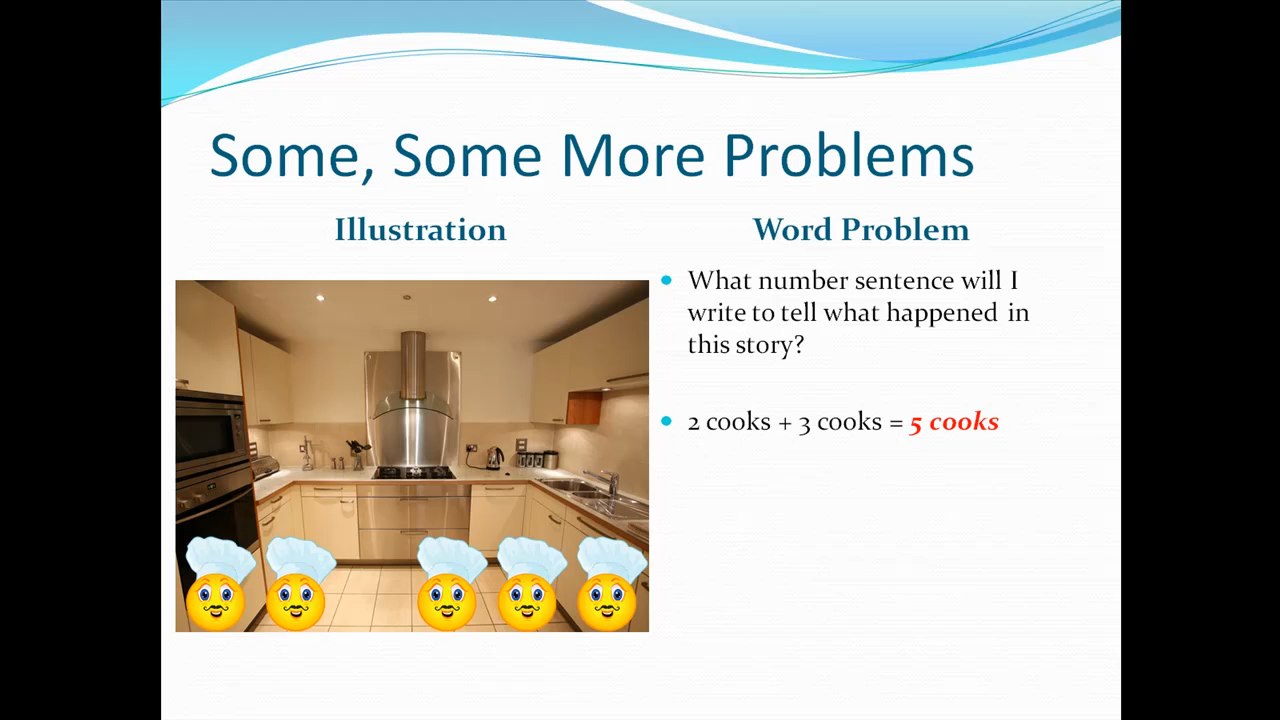 Some, Some More Problems
Illustration
Word Problem
What number sentence will I
write to tell what happened in
this story?
2 cooks + 3 cooks = 5 cooks